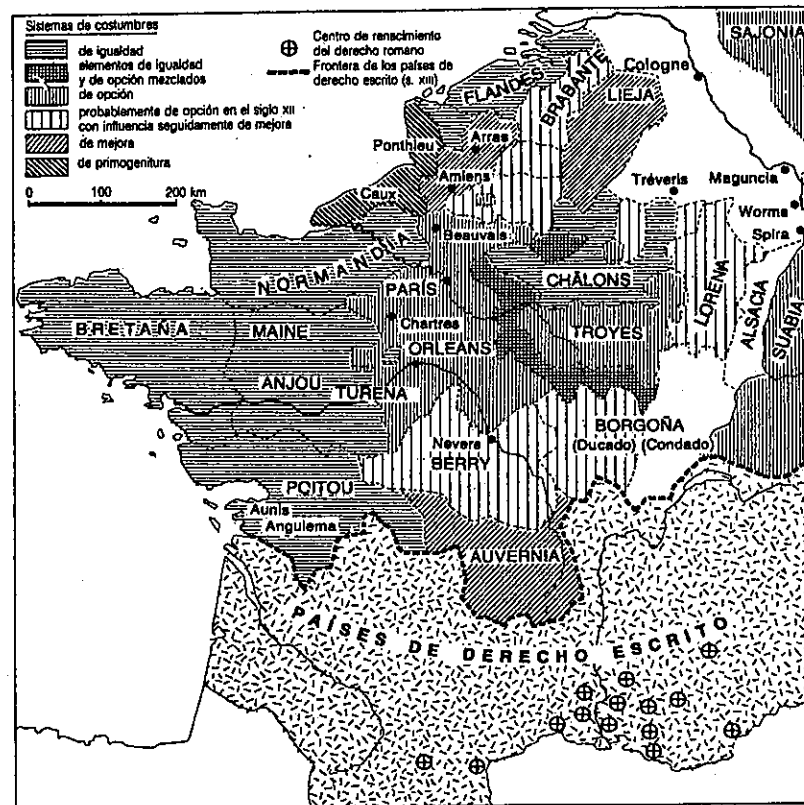 Sistemas de costumbres
de igualdad
elementos de igualdad
y de opción mezclados
de opción
probablemente de opción en el siglo XII
con influencia seguidamente de mejora
de mejora
de primogenitura
0 100 200 km
Centro de renacimiento
del derecho romano
Frontera de los países de
derecho escrito (s. XIII)
SAJONIA
FLANDES
BRABANTE
Cologne
LIEJA
Ponthieu
Arras
Amiens
Tréveris
Maguncia
Caux
Worms
Spira
Beauvais
NORMANDIA
PARÍS
CHÂLONS
LORENA
ALSACIA
SUABIA
BRETAÑA
MAINE
Chartres
TROYES
ORLEANS
ANJOU
TURENA
BORGOÑA
(Ducado) (Condado)
Nevers
BERRY
POITOU
Aunis
Angulema
AUVERNIA
PAÍSES DE DERECHO ESCRITO